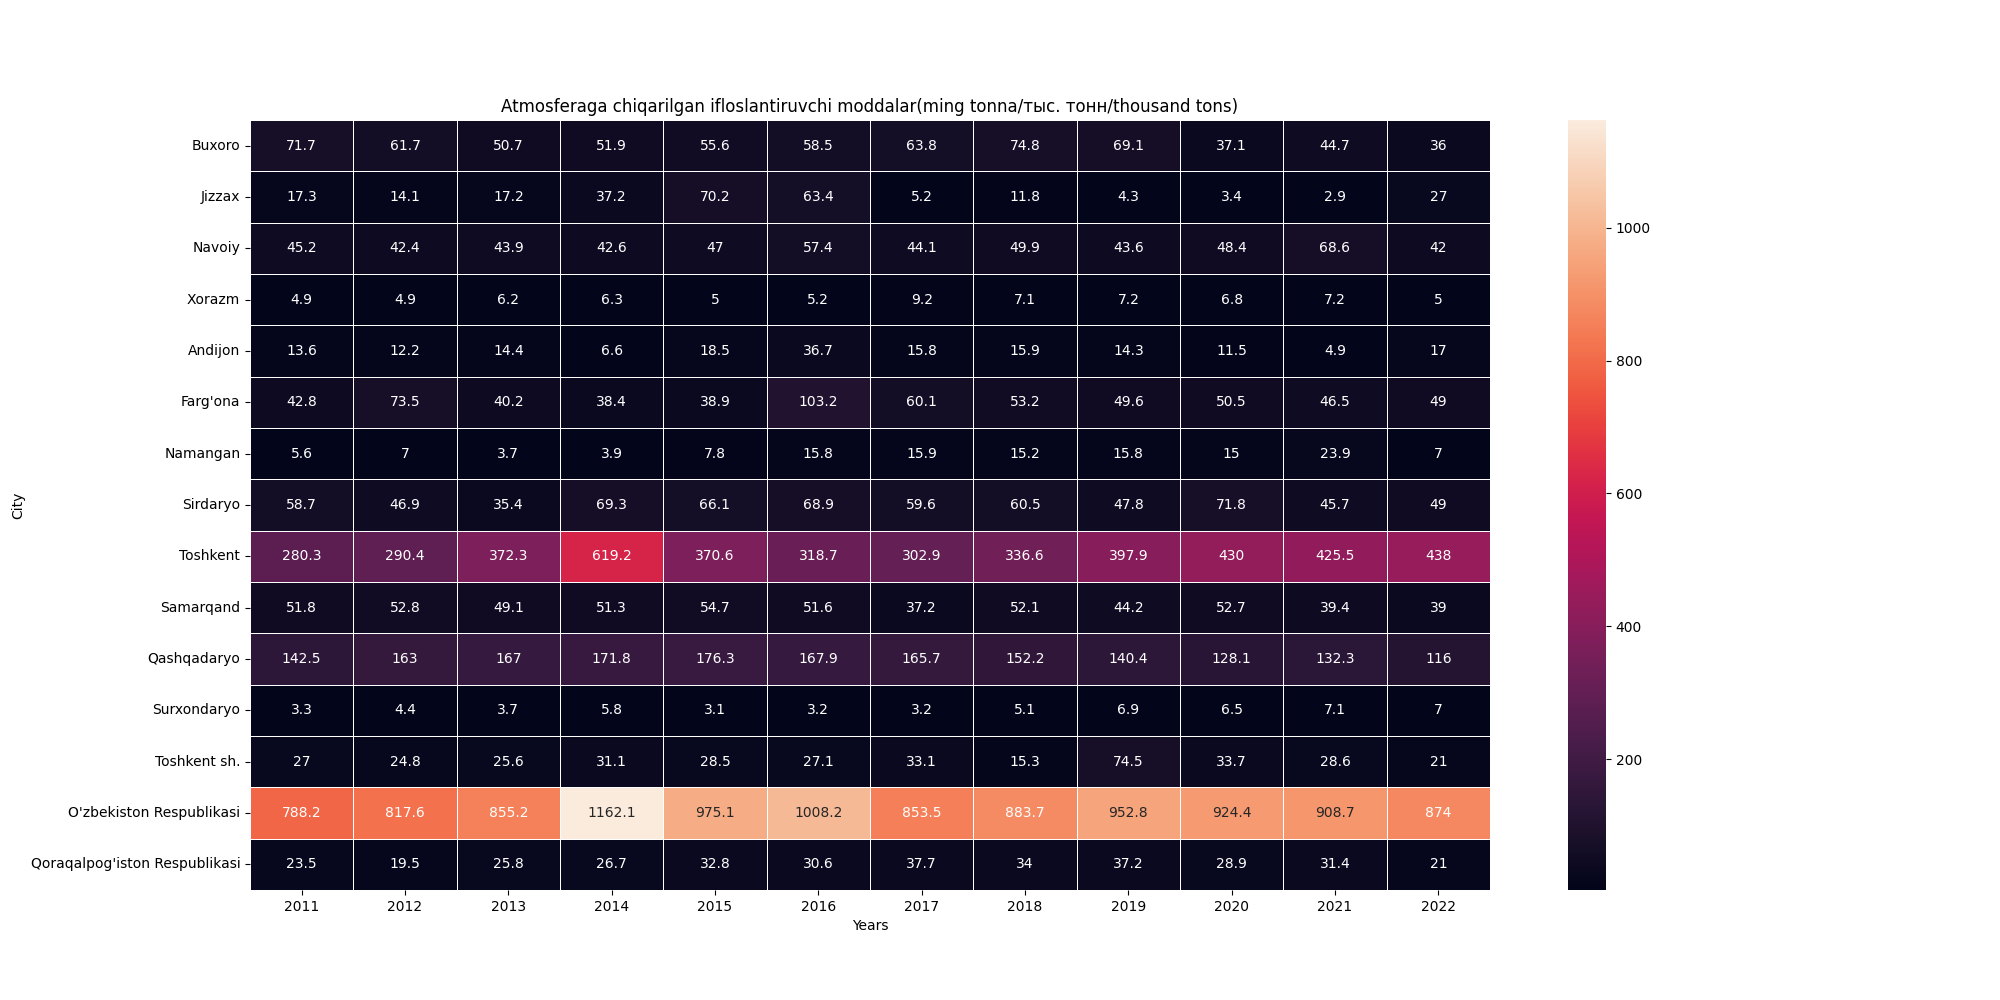 Atmosferaga chiqarilgan ifloslantiruvchi moddalar(ming tonna/тыс. тонн/thousand tons)
Buxoro 71.7 61.7 50.7 51.9 55.6 58.5 63.8 74.8 69.1 37.1 44.7 36
Jizzax 17.3 14.1 17.2 37.2 70.2 63.4 5.2 11.8 4.3 3.4 2.9 27
Navoiy 45.2 42.4 43.9 42.6 47 57.4 44.1 49.9 43.6 48.4 68.6 42
Xorazm 4.9 4.9 6.2 6.3 5 5.2 9.2 7.1 7.2 6.8 7.2 5
Andijon 13.6 12.2 14.4 6.6 18.5 36.7 15.8 15.9 14.3 11.5 4.9 17
Farg'ona 42.8 73.5 40.2 38.4 38.9 103.2 60.1 53.2 49.6 50.5 46.5 49
Namangan 5.6 7 3.7 3.9 7.8 15.8 15.9 15.2 15.8 15 23.9 7
Sirdaryo 58.7 46.9 35.4 69.3 66.1 68.9 59.6 60.5 47.8 71.8 45.7 49
Toshkent 280.3 290.4 372.3 619.2 370.6 318.7 302.9 336.6 397.9 430 425.5 438
Samarqand 51.8 52.8 49.1 51.3 54.7 51.6 37.2 52.1 44.2 52.7 39.4 39
Qashqadaryo 142.5 163 167 171.8 176.3 167.9 165.7 152.2 140.4 128.1 132.3 116
Surxondaryo 3.3 4.4 3.7 5.8 3.1 3.2 3.2 5.1 6.9 6.5 7.1 7
Toshkent sh. 27 24.8 25.6 31.1 28.5 27.1 33.1 15.3 74.5 33.7 28.6 21
O'zbekiston Respublikasi 788.2 817.6 855.2 1162.1 975.1 1008.2 853.5 883.7 952.8 924.4 908.7 874
Qoraqalpog'iston Respublikasi 23.5 19.5 25.8 26.7 32.8 30.6 37.7 34 37.2 28.9 31.4 21
2011 2012 2013 2014 2015 2016 2017 2018 2019 2020 2021 2022
Years
City
1000
800
600
400
200